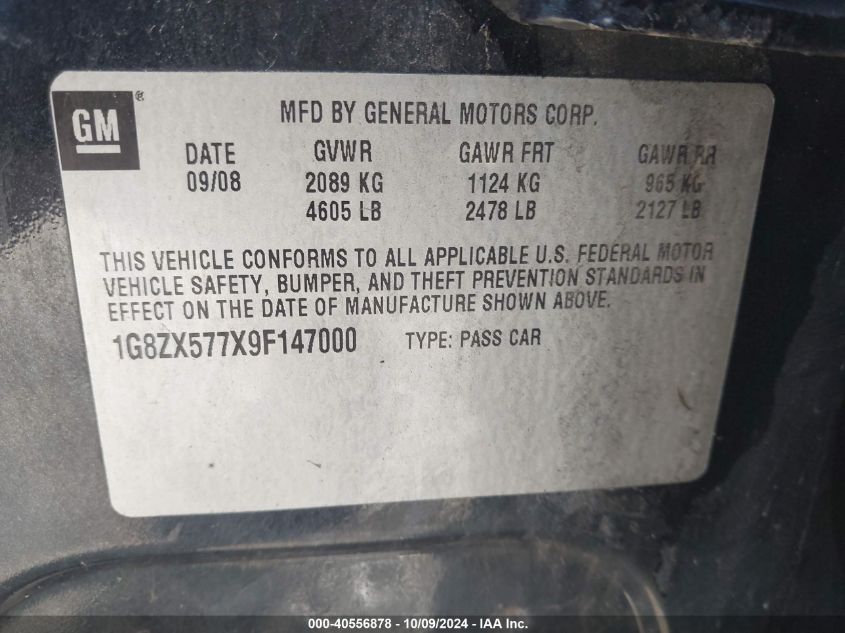 GM®
MFD BY GENERAL MOTORS CORP.
DATE GVWR GAWR FRT GAWR RR
09/08 2089 KG 1124 KG 965 KG
4605 LB 2478 LB 2127 LB
THIS VEHICLE CONFORMS TO ALL APPLICABLE U.S. FEDERAL MOTOR
VEHICLE SAFETY, BUMPER, AND THEFT PREVENTION STANDARDS IN
EFFECT ON THE DATE OF MANUFACTURE SHOWN ABOVE.
1G8ZX577X9F147000 TYPE: PASS CAR
000-40556878 - 10/09/2024 - IAA Inc.